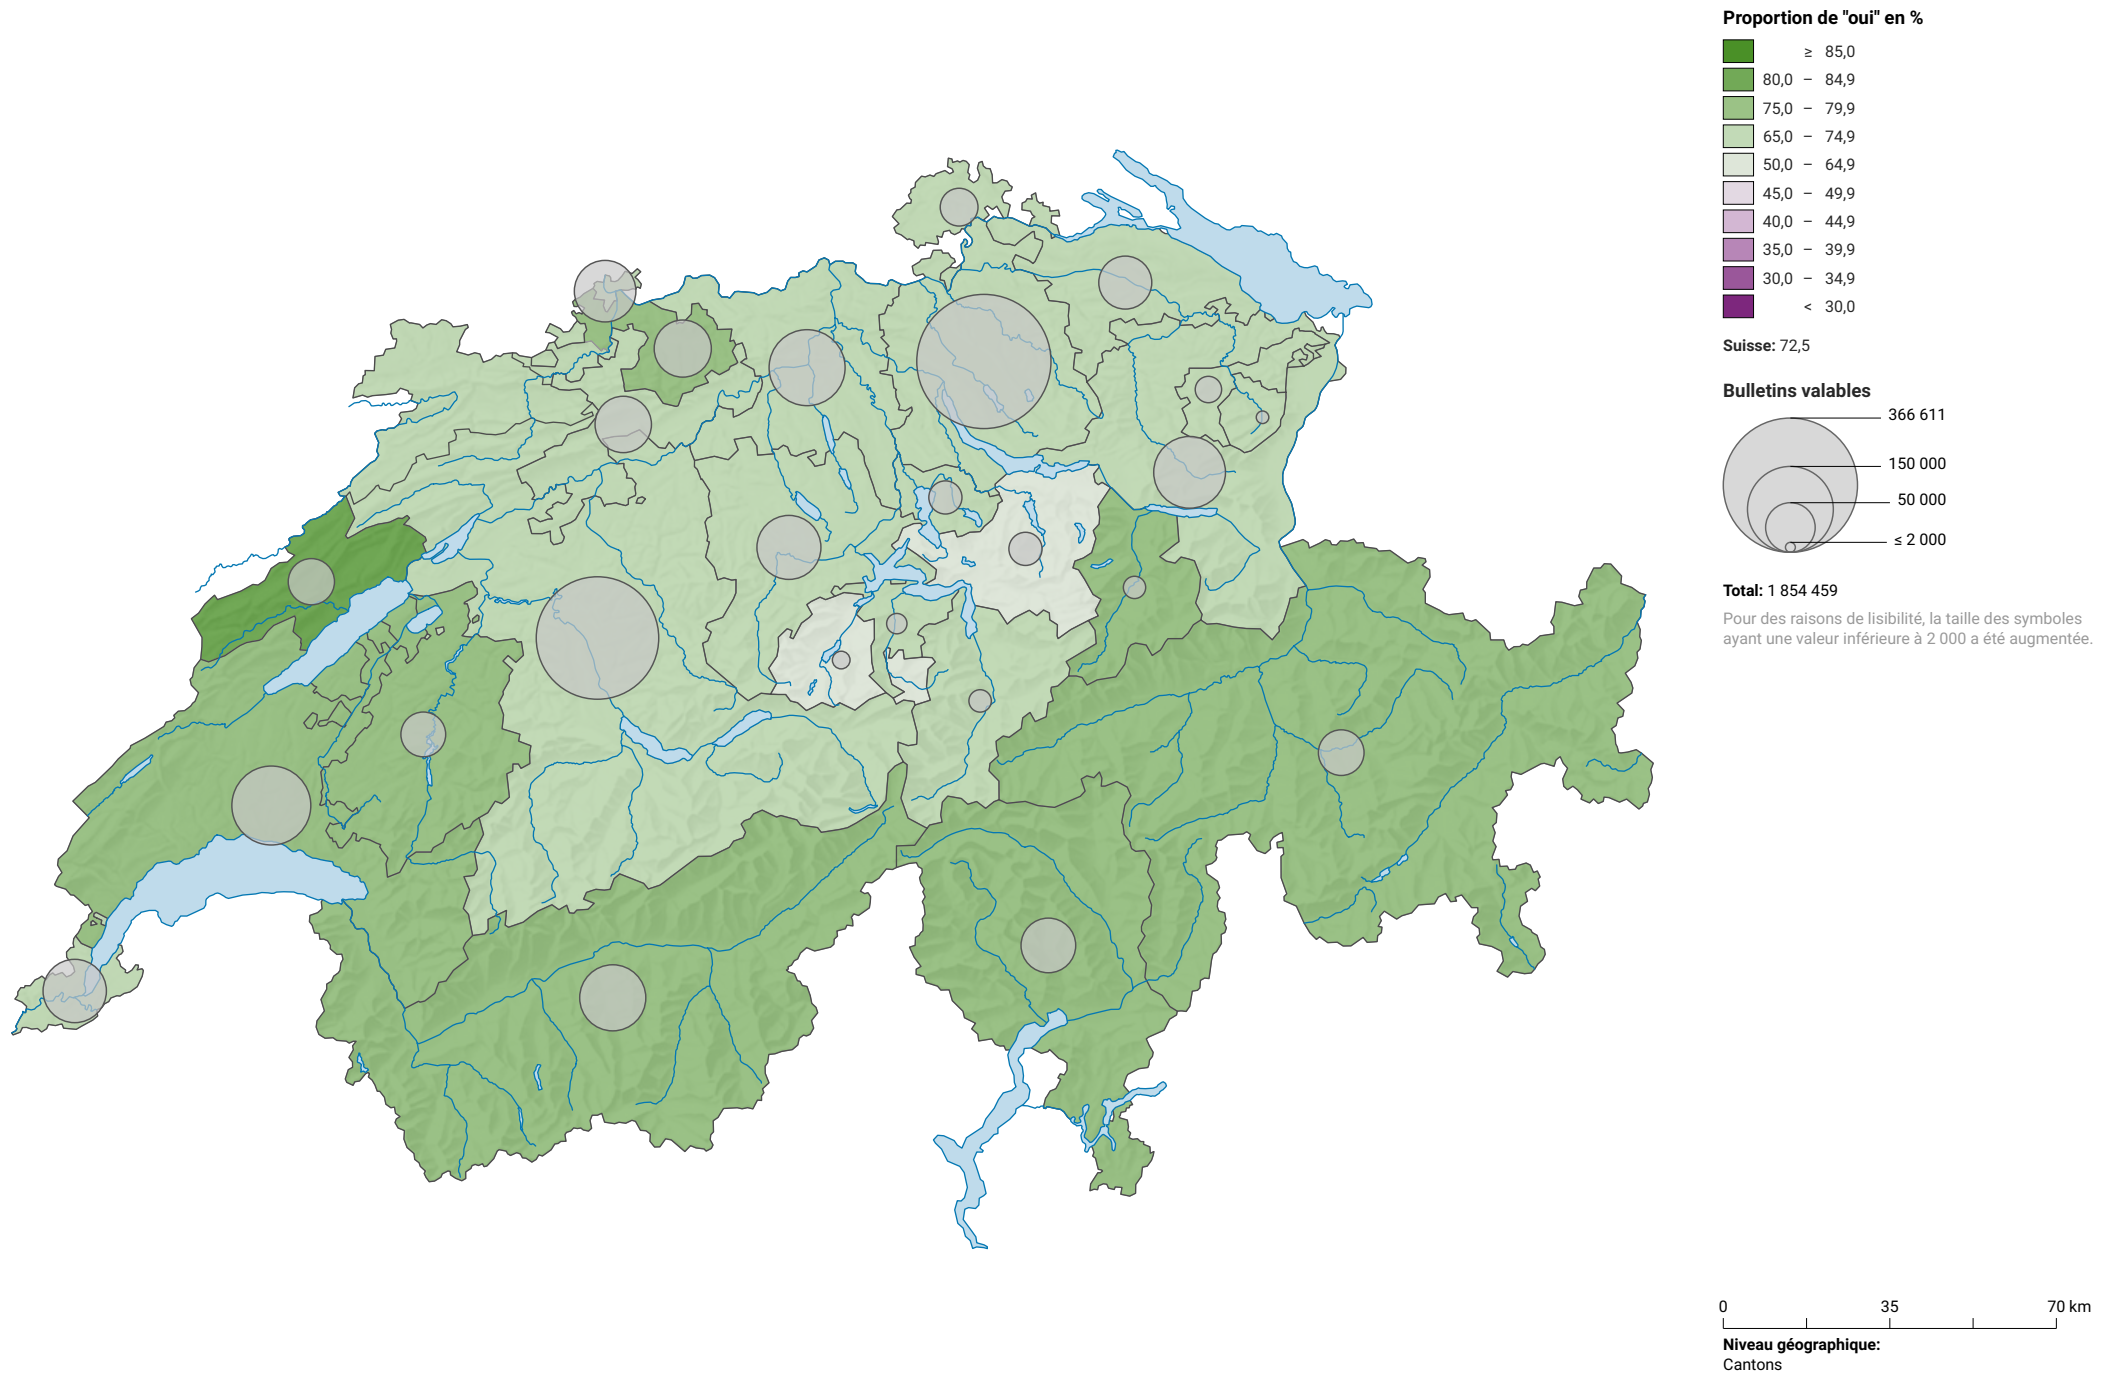 Proportion de "oui" en %
≥ 85,0
80,0 – 84,9
75,0 – 79,9
65,0 – 74,9
50,0 – 64,9
45,0 – 49,9
40,0 – 44,9
35,0 – 39,9
30,0 – 34,9
< 30,0
Suisse: 72,5
Bulletins valables
366 611
150 000
50 000
≤ 2 000
Total: 1 854 459
Pour des raisons de lisibilité, la taille des symboles
ayant une valeur inférieure à 2 000 a été augmentée.
0 35 70 km
Niveau géographique:
Cantons